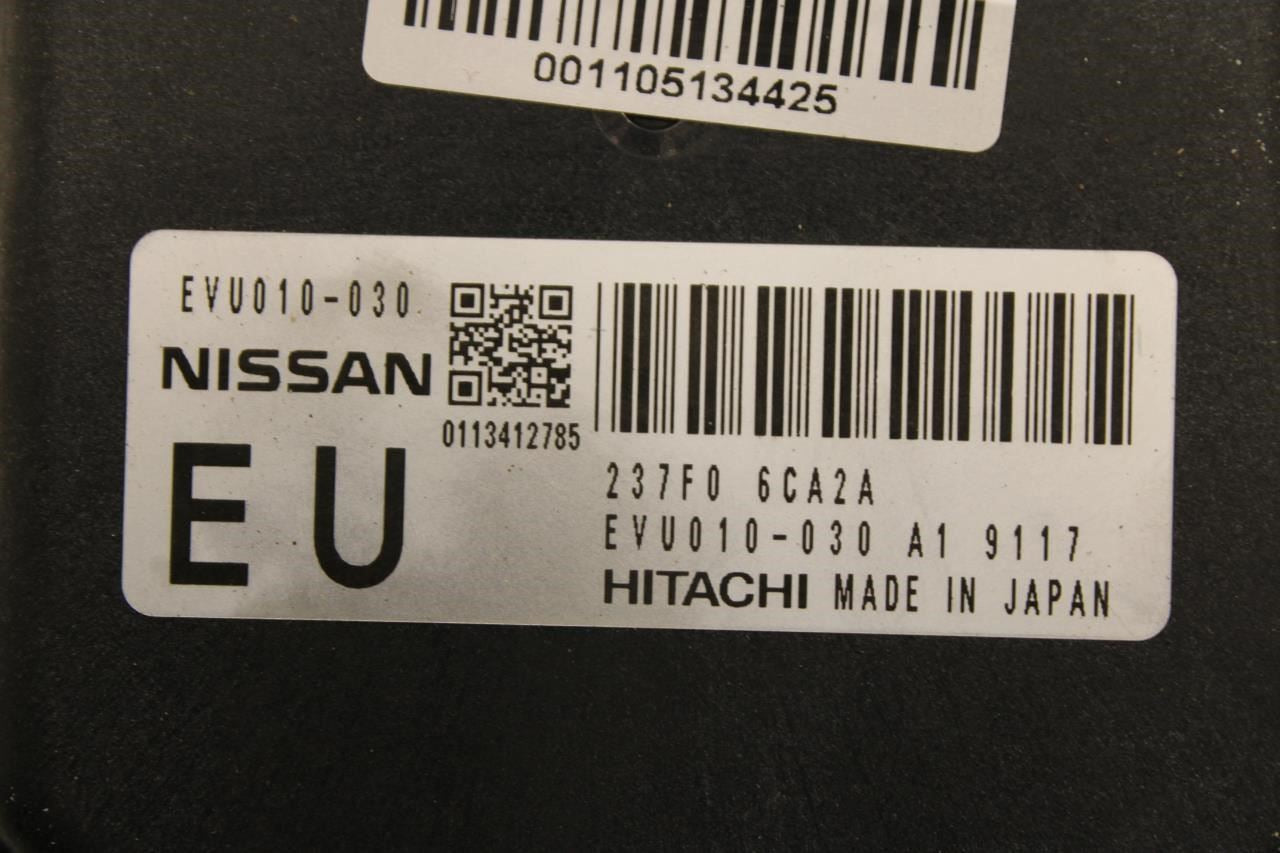 001105134425
EVU010-030
NISSAN
0113412785
EU
237F0 6CA2A
EVU010-030 A1 9117
HITACHI MADE IN JAPAN